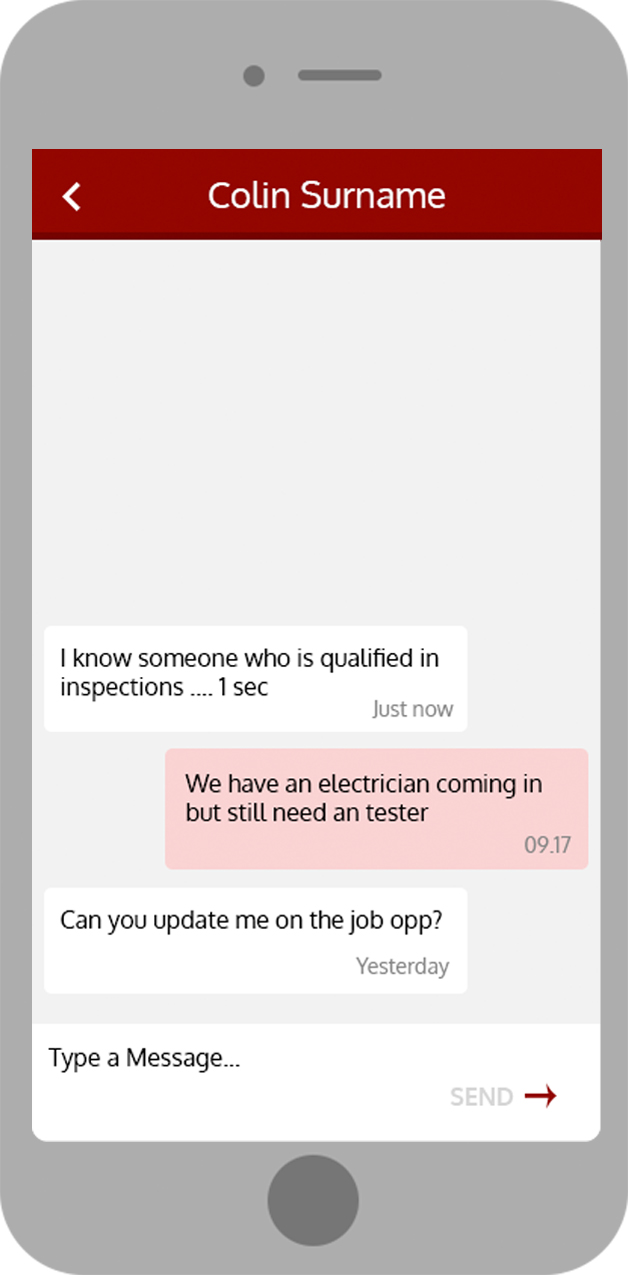 Colin Surname
I know someone who is qualified in
inspections .... 1 sec
Just now
We have an electrician coming in
but still need an tester
09.17
Can you update me on the job opp?
Yesterday
Type a Message...
SEND